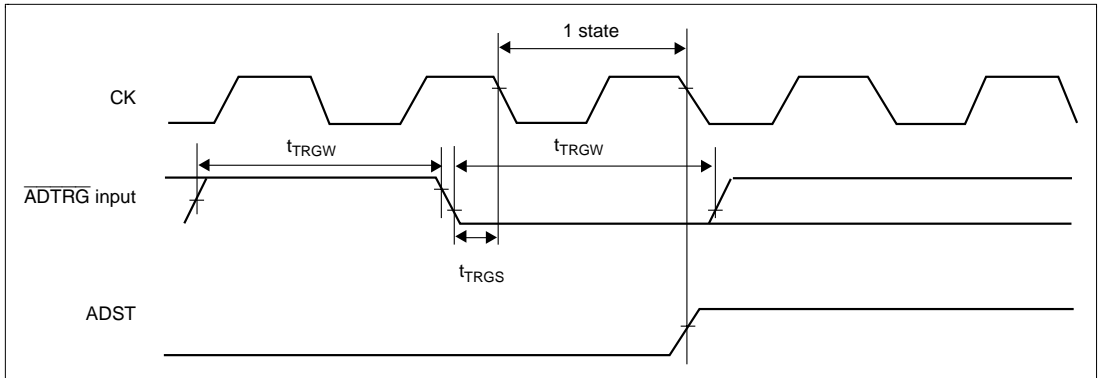 1 state
CK
tTRGW tTRGW
ADTRG input
tTRGS
ADST